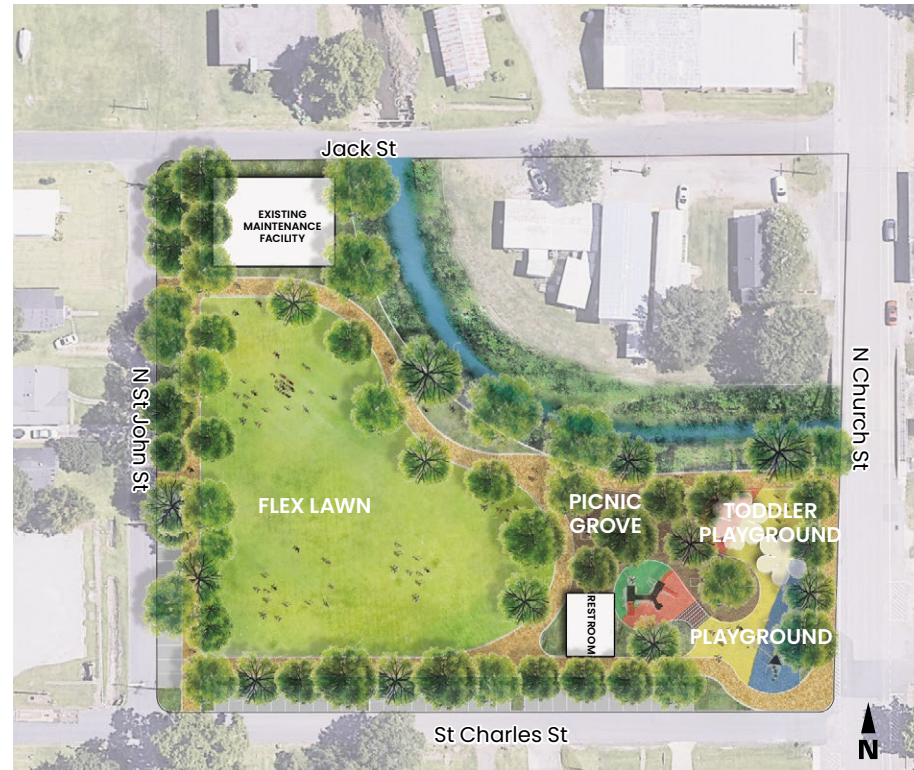 Jack St
EXISTING
MAINTENANCE
FACILITY
N St John St
N Church St
FLEX LAWN
PICNIC
GROVE
TODDLER
PLAYGROUND
RESTROOM
PLAYGROUND
St Charles St
N